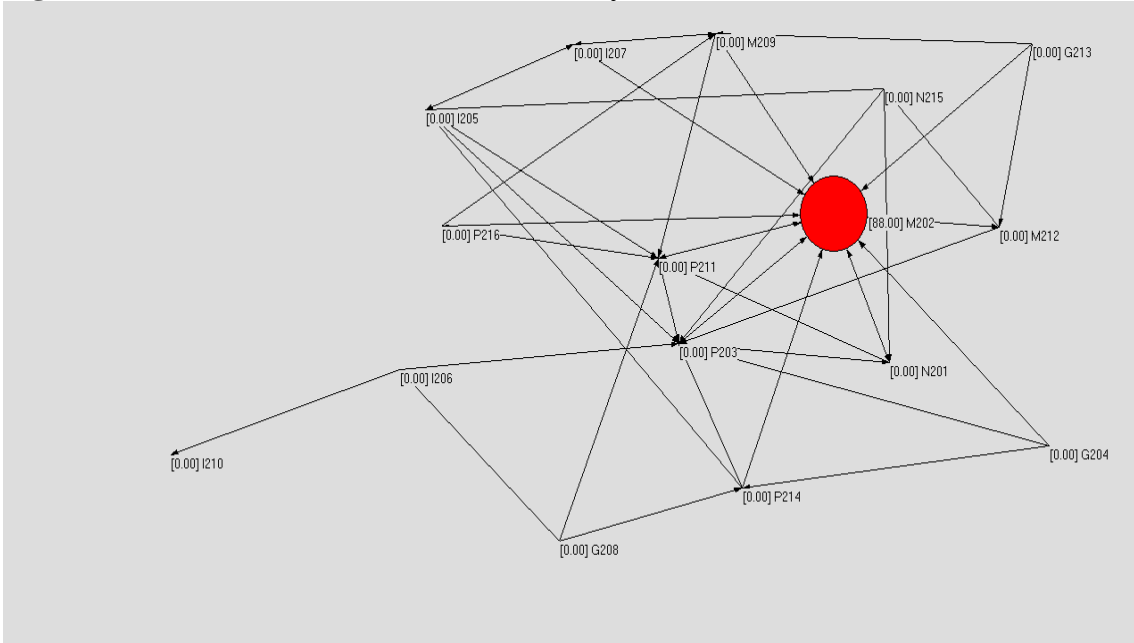 [0.00] M209
[0.00] I207
[0.00] G213
[0.00] N215
[0.00] I205
[88.00] M202
[0.00] P216
[0.00] M212
[0.00] P211
[0.00] P203
[0.00] N201
[0.00] I206
[0.00] G204
[0.00] I210
[0.00] P214
[0.00] G208